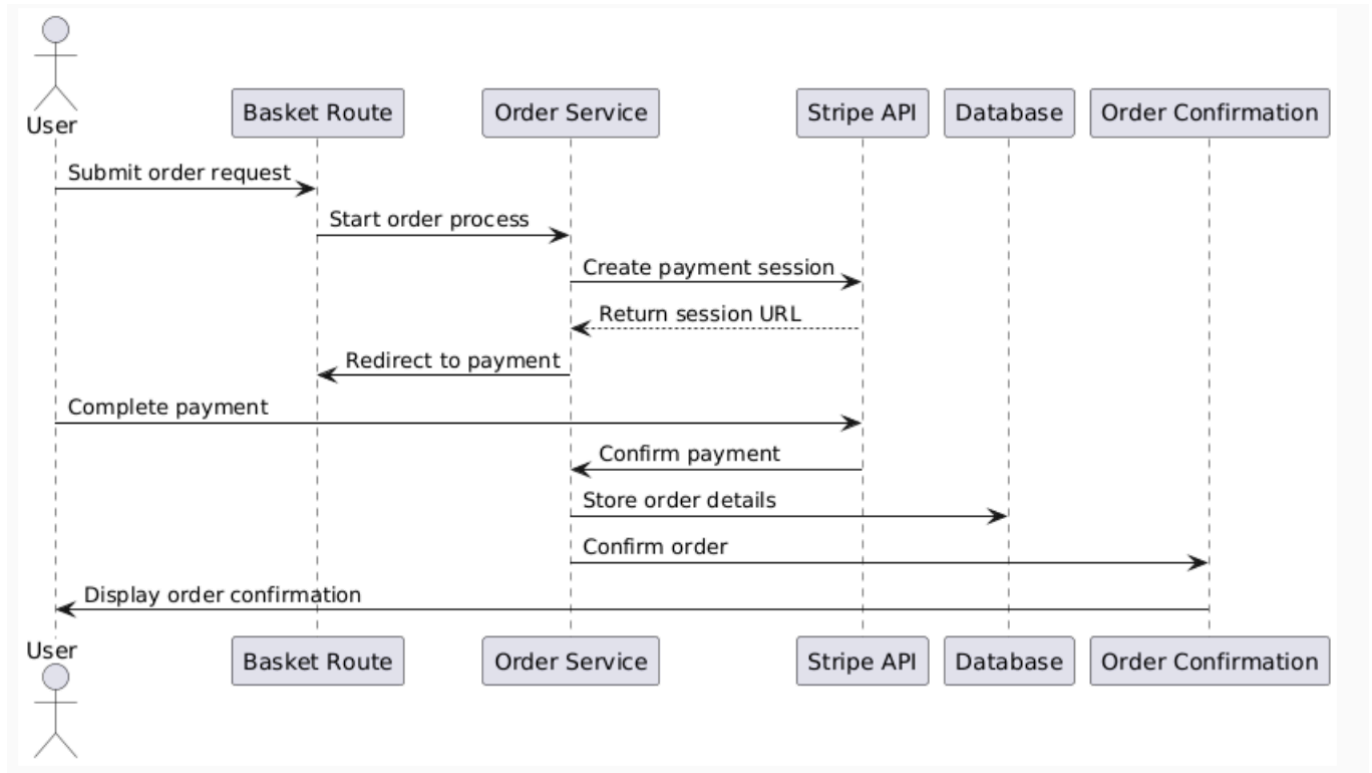 User
Basket Route
Order Service
Stripe API
Database
Order Confirmation
Submit order request
Start order process
Create payment session
Return session URL
Redirect to payment
Complete payment
Confirm payment
Store order details
Confirm order
Display order confirmation
User
Basket Route
Order Service
Stripe API
Database
Order Confirmation